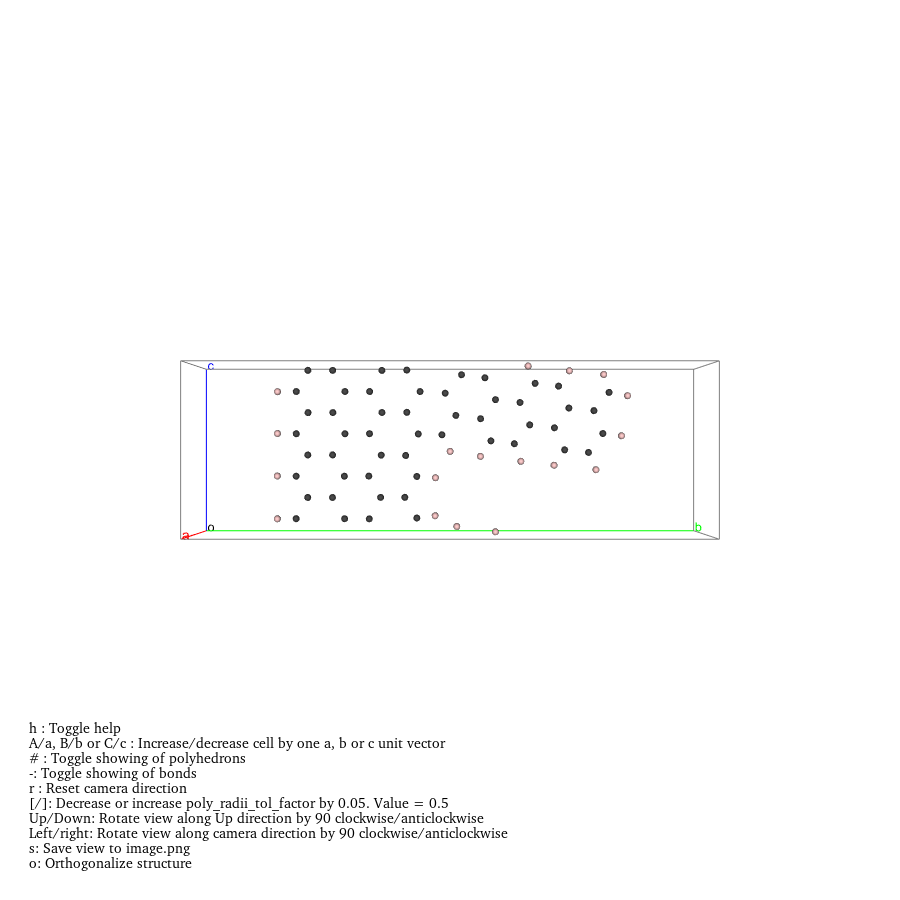 c
o
a
b
h : Toggle help
A/a, B/b or C/c : Increase/decrease cell by one a, b or c unit vector
# : Toggle showing of polyhedrons
-: Toggle showing of bonds
r : Reset camera direction
[/]: Decrease or increase poly_radii_tol_factor by 0.05. Value = 0.5
Up/Down: Rotate view along Up direction by 90 clockwise/anticlockwise
Left/right: Rotate view along camera direction by 90 clockwise/anticlockwise
s: Save view to image.png
o: Orthogonalize structure